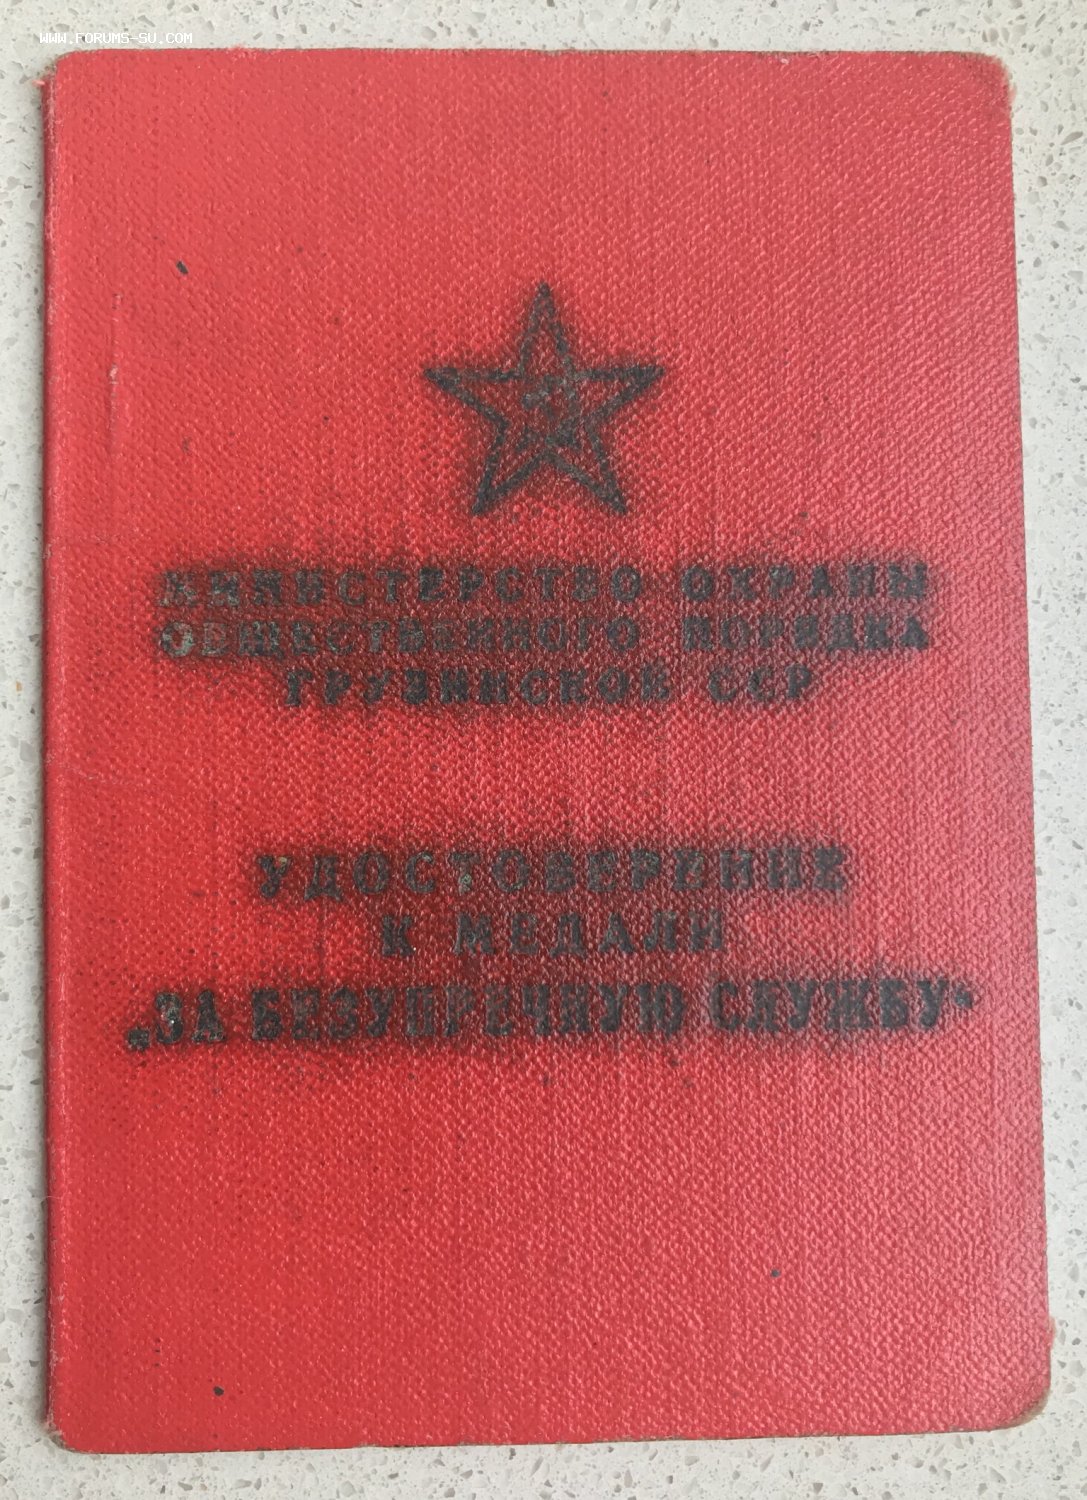 WWW.FORUMS-SU.COM
МИНИСТЕРСТВО ОХРАНЫ
ОБЩЕСТВЕННОГО ПОРЯДКА
ГРУЗИНСКОЙ ССР
УДОСТОВЕРЕНИЕ
К МЕДАЛИ
„ЗА БЕЗУПРЕЧНУЮ СЛУЖБУ“